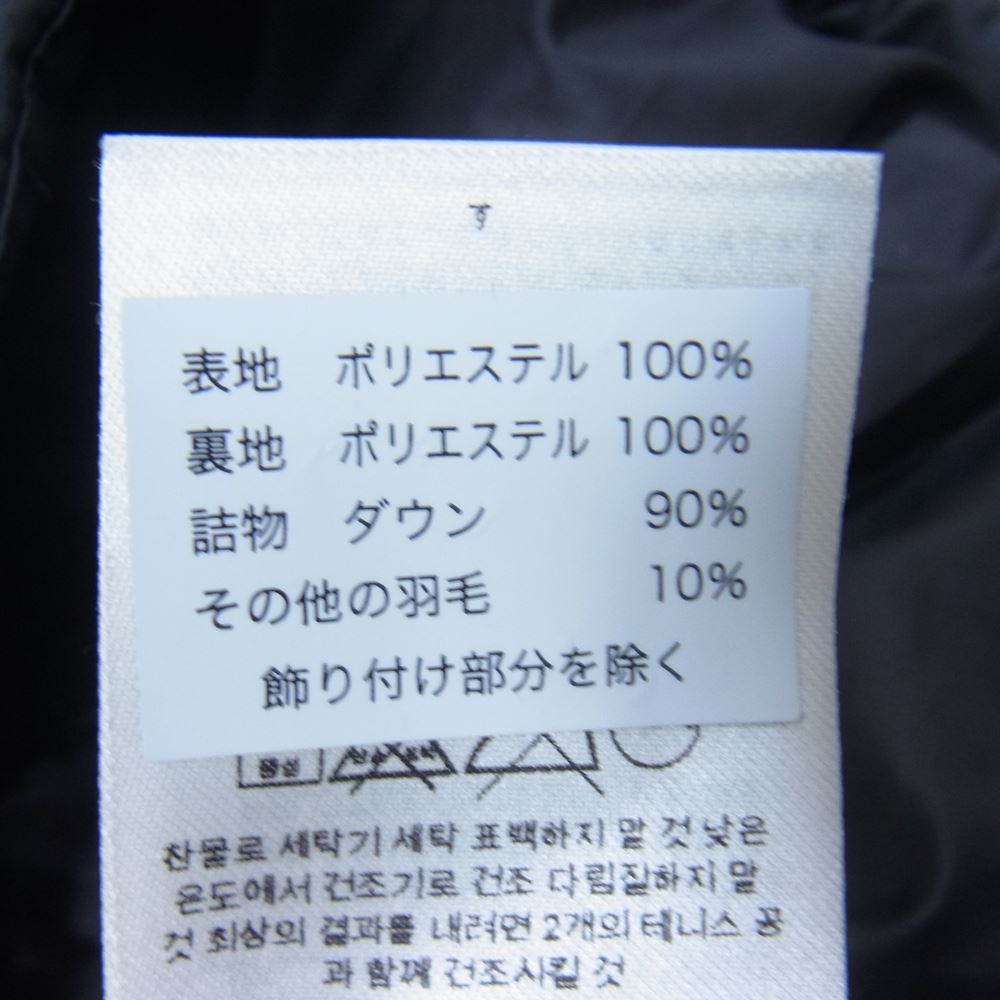 す
表地　ポリエステル 100%
裏地　ポリエステル 100%
詰物　ダウン　90%
その他の羽毛　10%
飾り付け部分を除く
찬물로 세탁기 세탁 표백하지 말 것 낮은
온도에서 건조기로 건조 다림질하지 말
것 최상의 결과를 내려면 2개의 테니스 공
과 함께 건조시킬 것